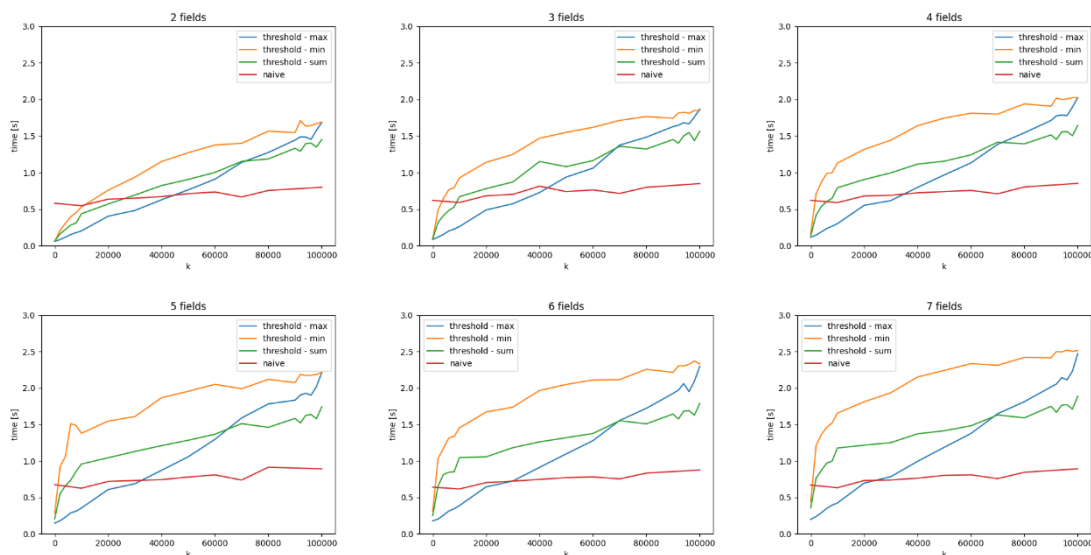 2 fields
3.0
2.5
2.0
1.5
1.0
0.5
0.0
time [s]
0 20000 40000 60000 80000 100000
k
threshold - max
threshold - min
threshold - sum
naive
3 fields
3.0
2.5
2.0
1.5
1.0
0.5
0.0
time [s]
0 20000 40000 60000 80000 100000
k
threshold - max
threshold - min
threshold - sum
naive
4 fields
3.0
2.5
2.0
1.5
1.0
0.5
0.0
time [s]
0 20000 40000 60000 80000 100000
k
threshold - max
threshold - min
threshold - sum
naive
5 fields
3.0
2.5
2.0
1.5
1.0
0.5
0.0
time [s]
0 20000 40000 60000 80000 100000
k
threshold - max
threshold - min
threshold - sum
naive
6 fields
3.0
2.5
2.0
1.5
1.0
0.5
0.0
time [s]
0 20000 40000 60000 80000 100000
k
threshold - max
threshold - min
threshold - sum
naive
7 fields
3.0
2.5
2.0
1.5
1.0
0.5
0.0
time [s]
0 20000 40000 60000 80000 100000
k
threshold - max
threshold - min
threshold - sum
naive